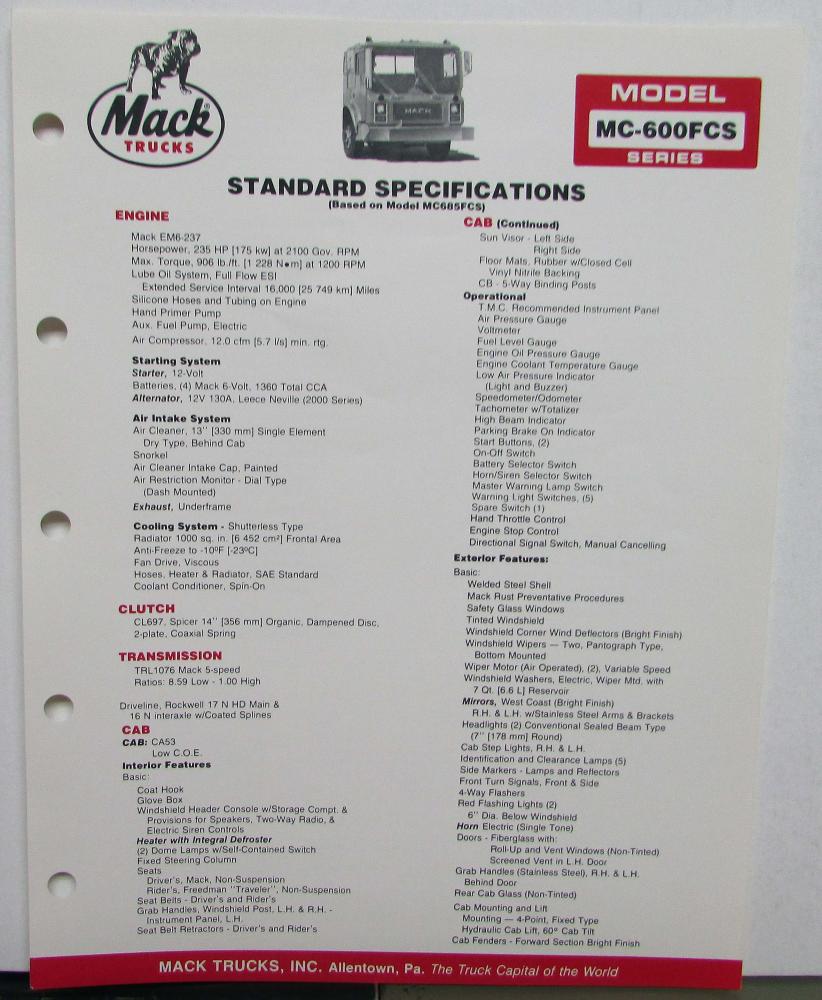 Mack®
TRUCKS
MACK
MODEL
MC-600FCS
SERIES
STANDARD SPECIFICATIONS
(Based on Model MC685FCS)
ENGINE
Mack EM6-237
Horsepower, 235 HP [175 kw] at 2100 Gov. RPM
Max. Torque, 906 lb./ft. [1 228 N•m] at 1200 RPM
Lube Oil System, Full Flow ESI
Extended Service Interval 16,000 [25 749 km] Miles
Silicone Hoses and Tubing on Engine
Hand Primer Pump
Aux. Fuel Pump, Electric
Air Compressor, 12.0 cfm [5.7 l/s] min. rtg.
Starting System
Starter, 12-Volt
Batteries, (4) Mack 6-Volt, 1360 Total CCA
Alternator, 12V 130A, Leece Neville (2000 Series)
Air Intake System
Air Cleaner, 13" [330 mm] Single Element
Dry Type, Behind Cab
Snorkel
Air Cleaner Intake Cap, Painted
Air Restriction Monitor - Dial Type
(Dash Mounted)
Exhaust, Underframe
Cooling System - Shutterless Type
Radiator 1000 sq. in. [6 452 cm²] Frontal Area
Anti-Freeze to -10ºF [-23ºC]
Fan Drive, Viscous
Hoses, Heater & Radiator, SAE Standard
Coolant Conditioner, Spin-On
CLUTCH
CL697, Spicer 14" [356 mm] Organic, Dampened Disc,
2-plate, Coaxial Spring
TRANSMISSION
TRL1076 Mack 5-speed
Ratios: 8.59 Low - 1.00 High
Driveline, Rockwell 17 N HD Main &
16 N interaxle w/Coated Splines
CAB
CAB: CA53
Low C.O.E.
Interior Features
Basic:
Coat Hook
Glove Box
Windshield Header Console w/Storage Compt. &
Provisions for Speakers, Two-Way Radio, &
Electric Siren Controls
Heater with Integral Defroster
(2) Dome Lamps w/Self-Contained Switch
Fixed Steering Column
Seats
Driver's, Mack, Non-Suspension
Rider's, Freedman "Traveler", Non-Suspension
Seat Belts - Driver's and Rider's
Grab Handles, Windshield Post, L.H. & R.H. -
Instrument Panel, L.H.
Seat Belt Retractors - Driver's and Rider's
CAB (Continued)
Sun Visor - Left Side
Right Side
Floor Mats, Rubber w/Closed Cell
Vinyl Nitrile Backing
CB - 5-Way Binding Posts
Operational
T.M.C. Recommended Instrument Panel
Air Pressure Gauge
Voltmeter
Fuel Level Gauge
Engine Oil Pressure Gauge
Engine Coolant Temperature Gauge
Low Air Pressure Indicator
(Light and Buzzer)
Speedometer/Odometer
Tachometer w/Totalizer
High Beam Indicator
Parking Brake On Indicator
Start Buttons, (2)
On-Off Switch
Battery Selector Switch
Horn/Siren Selector Switch
Master Warning Lamp Switch
Warning Light Switches, (5)
Spare Switch (1)
Hand Throttle Control
Engine Stop Control
Directional Signal Switch, Manual Cancelling
Exterior Features:
Basic:
Welded Steel Shell
Mack Rust Preventative Procedures
Safety Glass Windows
Tinted Windshield
Windshield Corner Wind Deflectors (Bright Finish)
Windshield Wipers — Two, Pantograph Type,
Bottom Mounted
Wiper Motor (Air Operated), (2), Variable Speed
Windshield Washers, Electric, Wiper Mtd. with
7 Qt. [6.6 L] Reservoir
Mirrors, West Coast (Bright Finish)
R.H. & L.H. w/Stainless Steel Arms & Brackets
Headlights (2) Conventional Sealed Beam Type
(7" [178 mm] Round)
Cab Step Lights, R.H. & L.H.
Identification and Clearance Lamps (5)
Side Markers - Lamps and Reflectors
Front Turn Signals, Front & Side
4-Way Flashers
Red Flashing Lights (2)
6" Dia. Below Windshield
Horn Electric (Single Tone)
Doors - Fiberglass with:
Roll-Up and Vent Windows (Non-Tinted)
Screened Vent in L.H. Door
Grab Handles (Stainless Steel), R.H. & L.H.
Behind Door
Rear Cab Glass (Non-Tinted)
Cab Mounting and Lift
Mounting — 4-Point, Fixed Type
Hydraulic Cab Lift, 60º Cab Tilt
Cab Fenders - Forward Section Bright Finish
MACK TRUCKS, INC. Allentown, Pa. The Truck Capital of the World